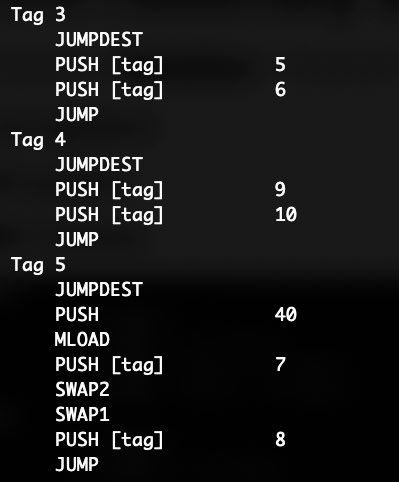 Tag 3
JUMPDEST
PUSH [tag] 5
PUSH [tag] 6
JUMP
Tag 4
JUMPDEST
PUSH [tag] 9
PUSH [tag] 10
JUMP
Tag 5
JUMPDEST
PUSH 40
MLOAD
PUSH [tag] 7
SWAP2
SWAP1
PUSH [tag] 8
JUMP